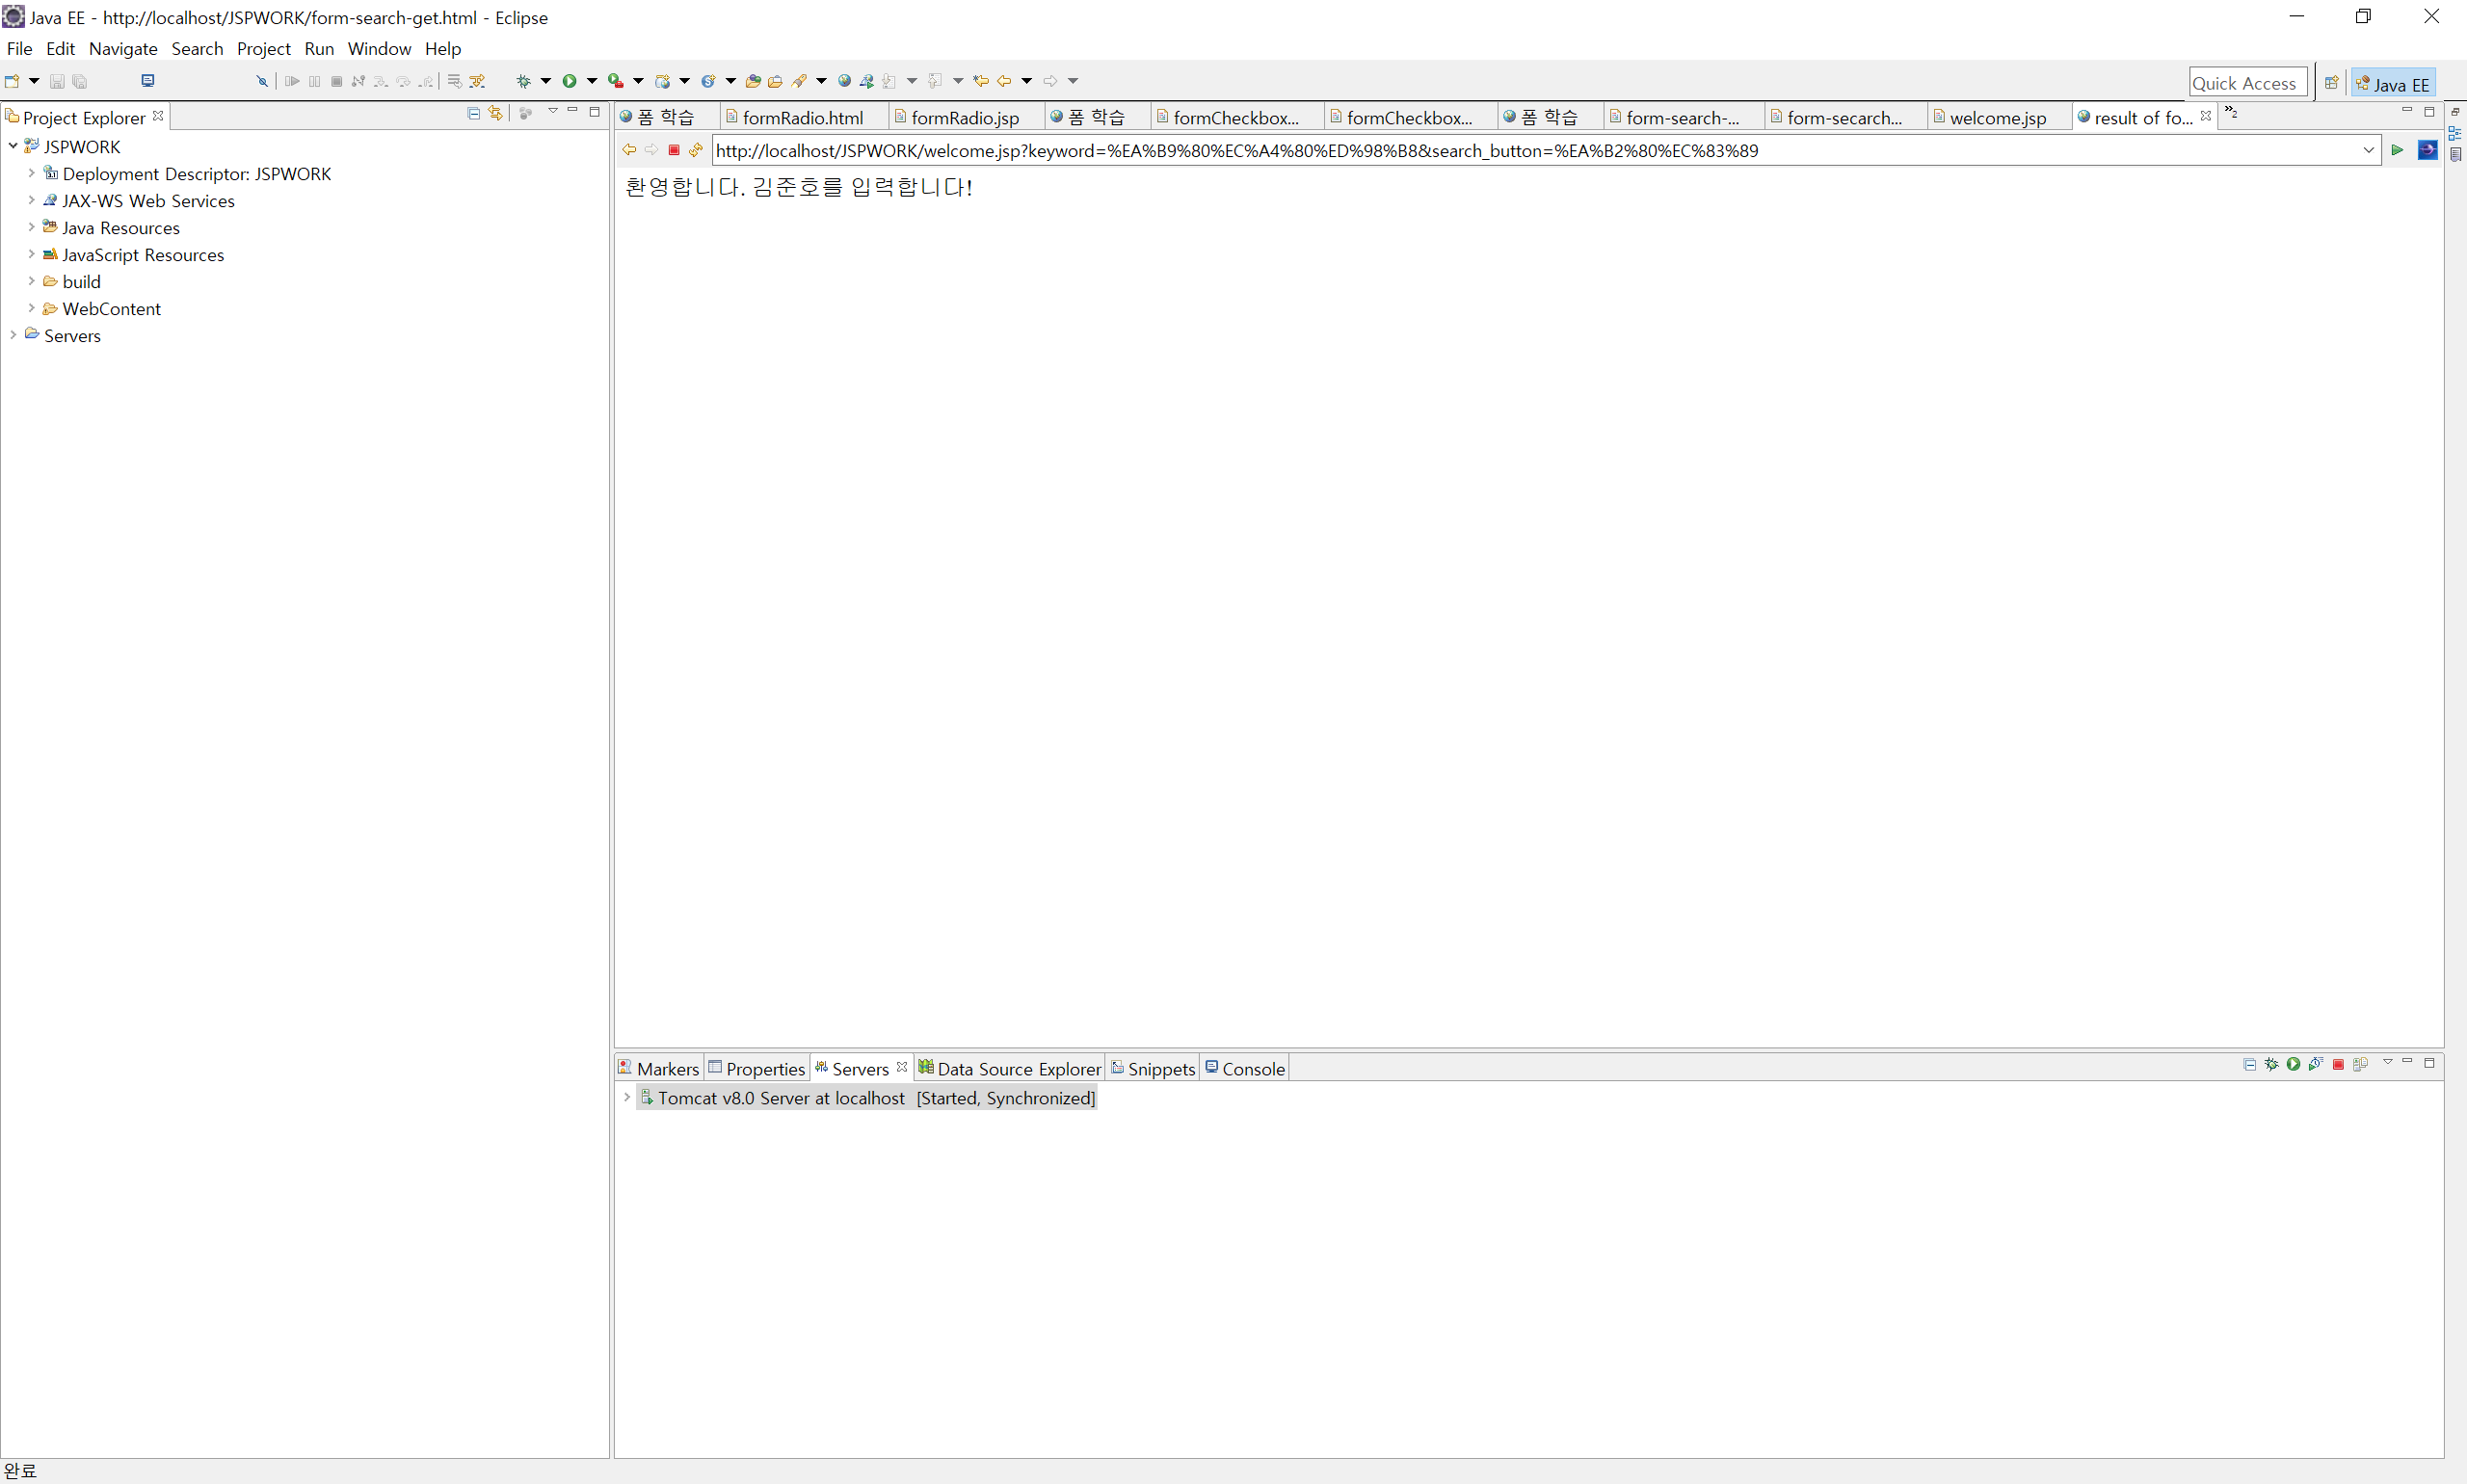 Java EE - http://localhost/JSPWORK/form-search-get.html - Eclipse
File Edit Navigate Search Project Run Window Help
Quick Access
Java EE
Project Explorer
JSPWORK
Deployment Descriptor: JSPWORK
JAX-WS Web Services
Java Resources
JavaScript Resources
build
WebContent
Servers
폼 학습 formRadio.html formRadio.jsp 폼 학습 formCheckbox... formCheckbox... 폼 학습 form-search-... form-secarch... welcome.jsp result of fo... »2
http://localhost/JSPWORK/welcome.jsp?keyword=%EA%B9%80%EC%A4%80%ED%98%B8&search_button=%EA%B2%80%EC%83%89
환영합니다. 김준호를 입력합니다!
Markers Properties Servers Data Source Explorer Snippets Console
Tomcat v8.0 Server at localhost [Started, Synchronized]
완료